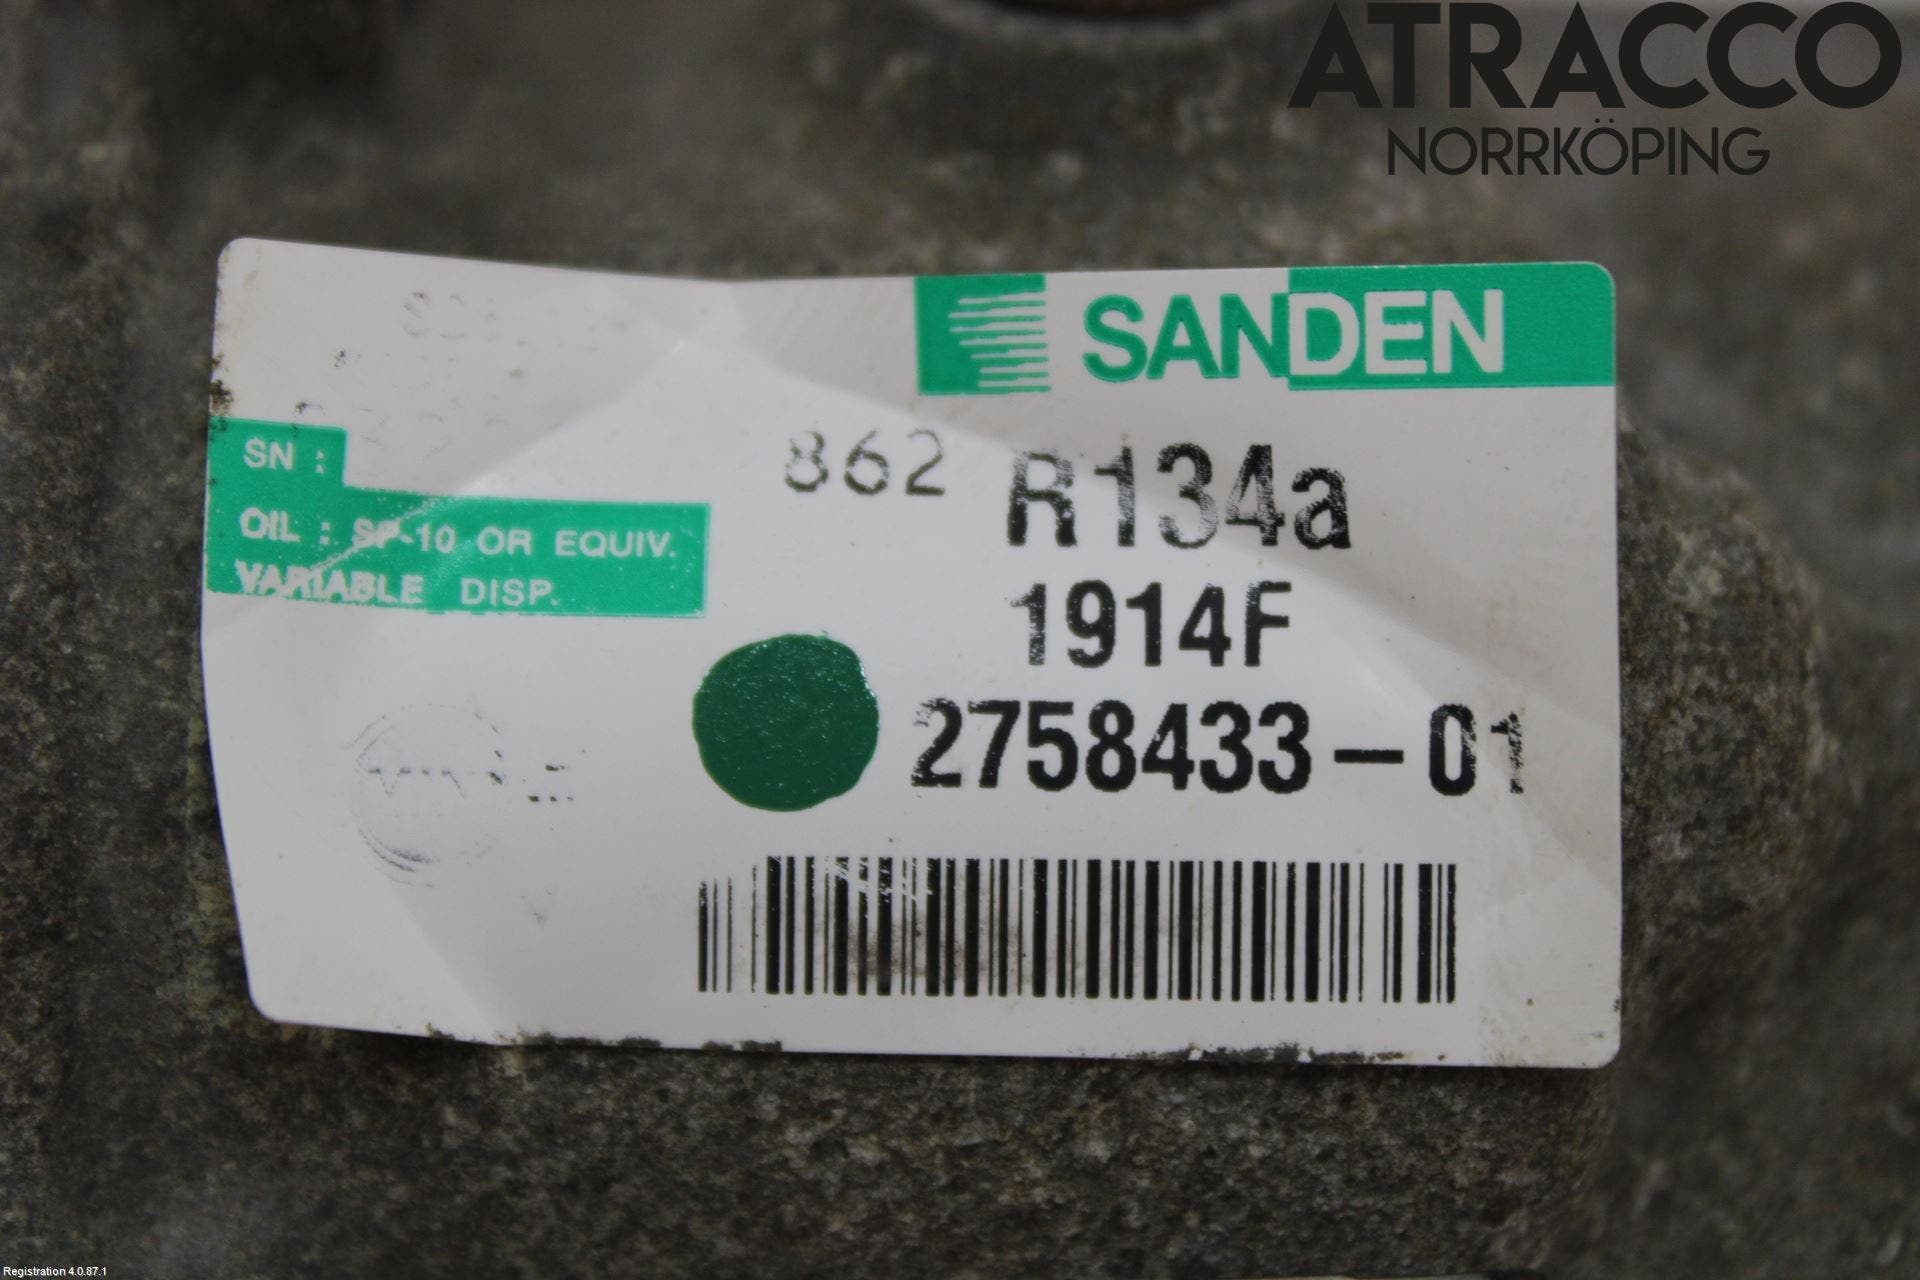 ATRACCO
NORRKÖPING
SANDEN
862 R134a
SN :
OIL : SP-10 OR EQUIV.
VARIABLE DISP.
1914F
2758433-01
Registration 4.0.87.1